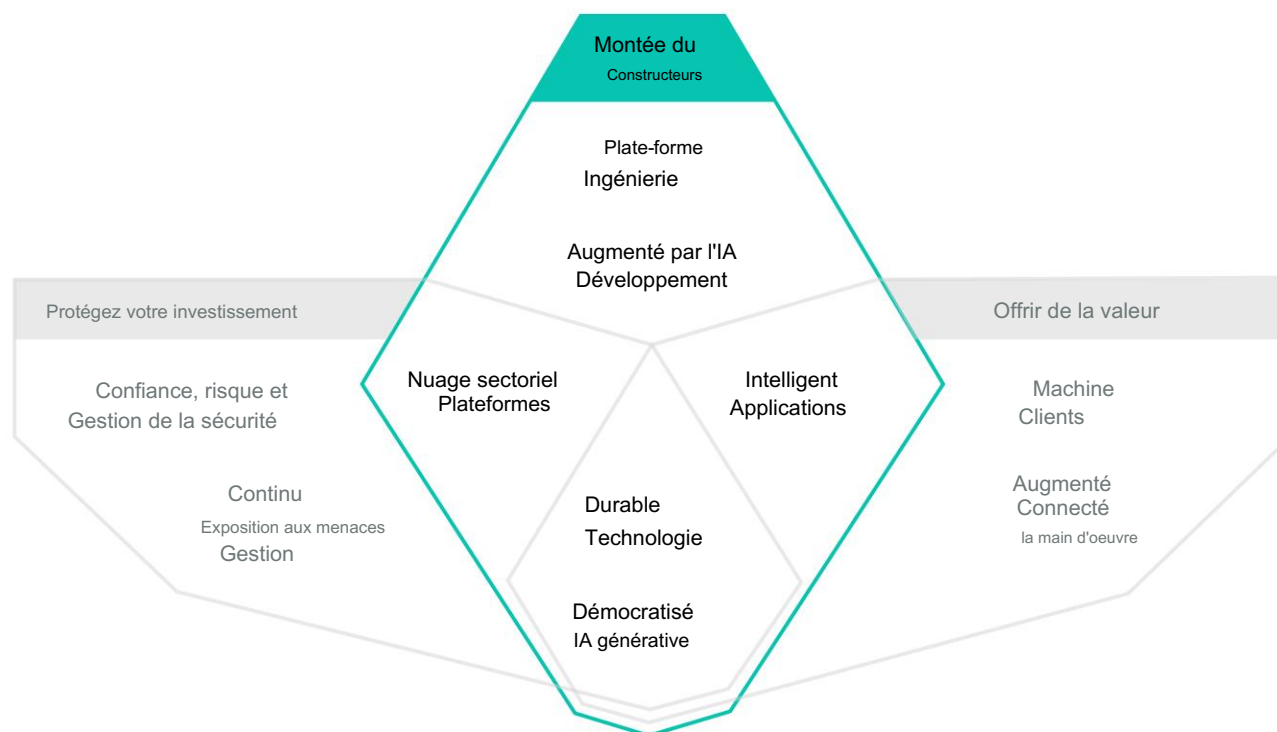 Montée du
Constructeurs
Plate-forme
Ingénierie
Augmenté par l'IA
Développement
Protégez votre investissement
Offrir de la valeur
Confiance, risque et
Gestion de la sécurité
Nuage sectoriel
Plateformes
Intelligent
Applications
Machine
Clients
Continu
Exposition aux menaces
Gestion
Durable
Technologie
Augmenté
Connecté
la main d'oeuvre
Démocratisé
IA générative